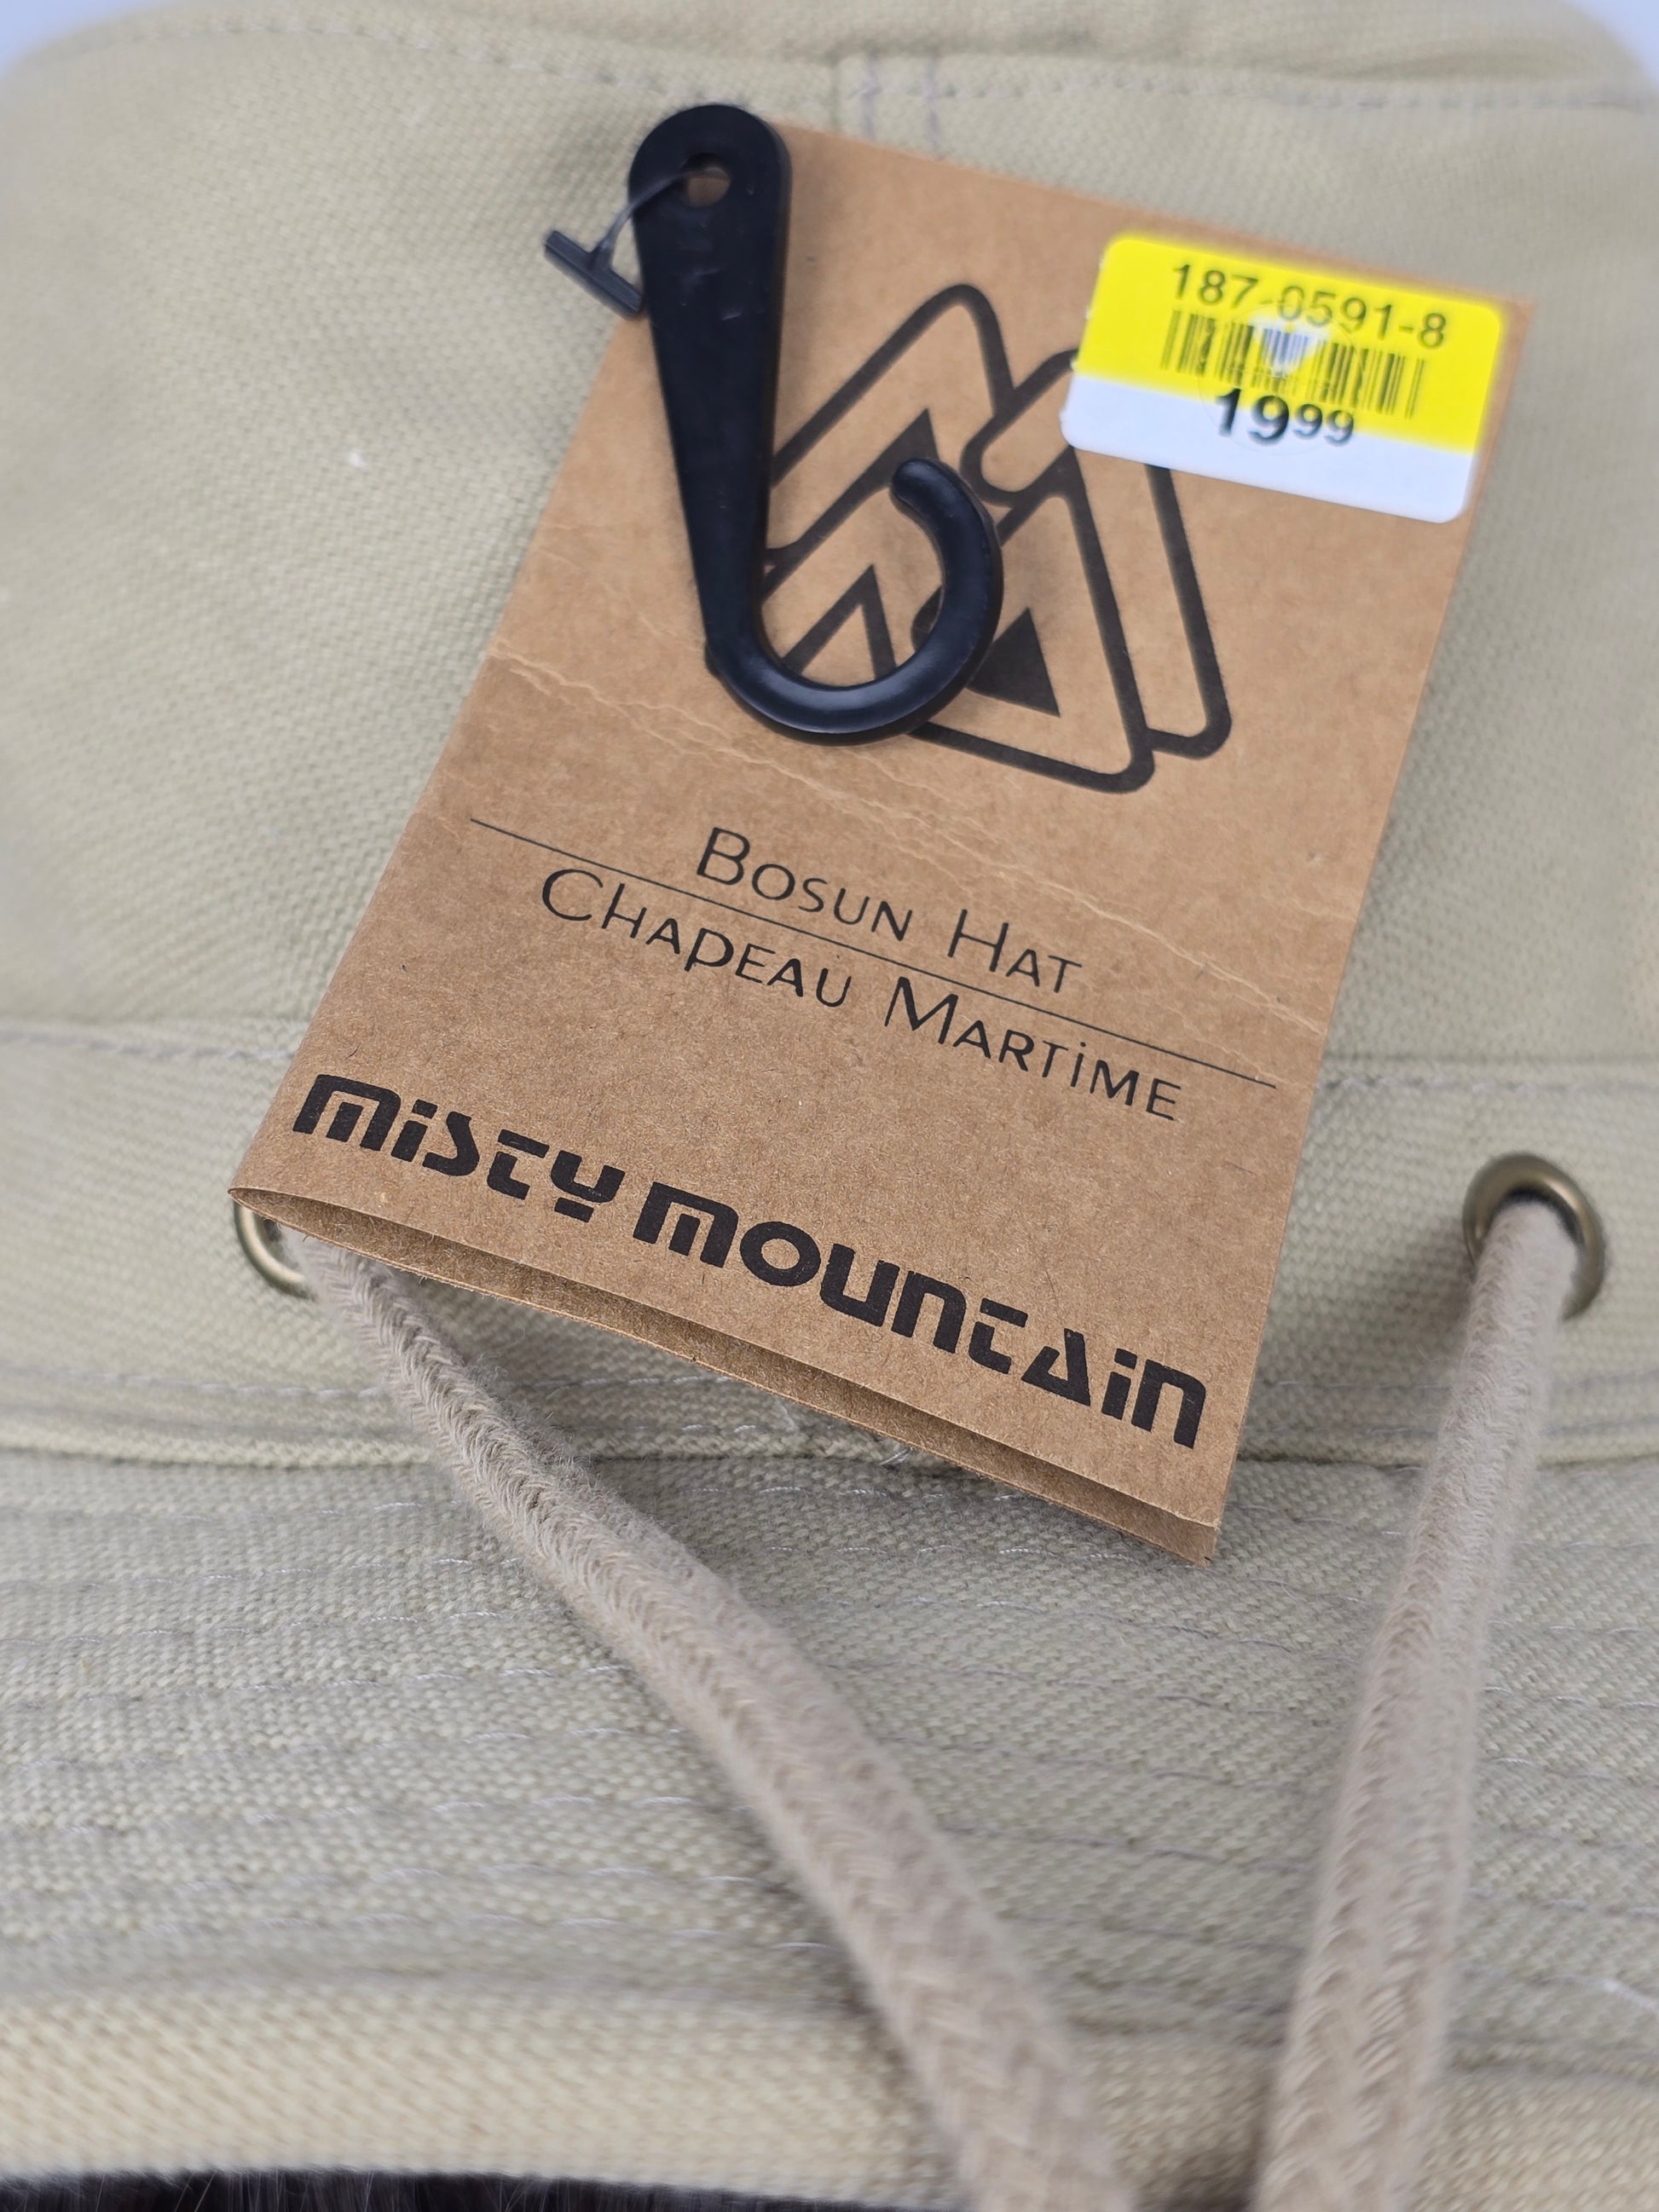 187-0591-8
1999
Bosun Hat
Chapeau Martime
misty mountain